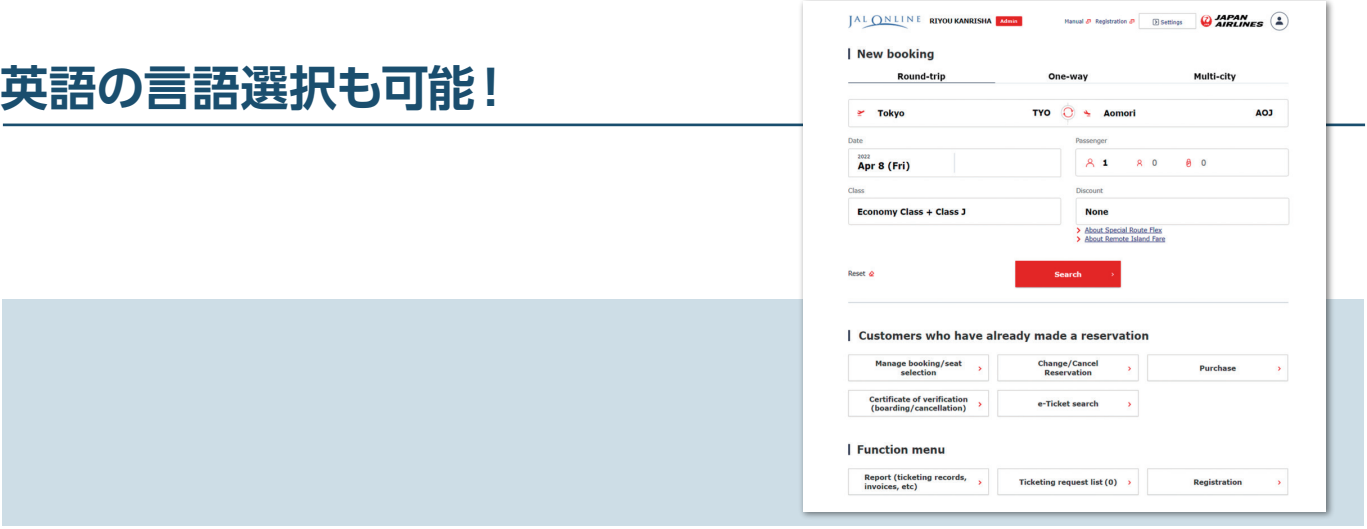 英語の言語選択も可能！
JAL ONLINE RIYOU KANRISHA Admin Manual Registration Settings JAPAN AIRLINES
New booking
Round-trip One-way Multi-city
Tokyo TYO Aomori AOJ
Date Passenger
2022
Apr 8 (Fri) 1 0 0
Class Discount
Economy Class + Class J None
About Special Route Flex
About Remote Island Fare
Reset Search
Customers who have already made a reservation
Manage booking/seat selection Change/Cancel Reservation Purchase
Certificate of verification (boarding/cancellation) e-Ticket search
Function menu
Report (ticketing records, invoices, etc) Ticketing request list (0) Registration